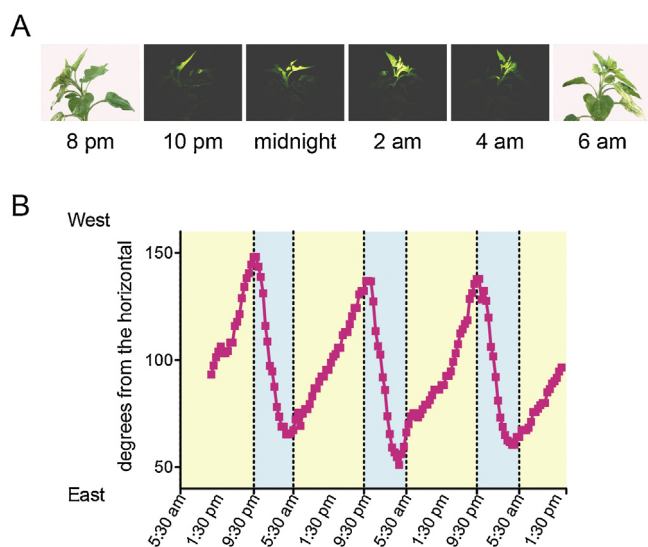 A
8 pm
10 pm
midnight
2 am
4 am
6 am
B
West
150
100
50
degrees from the horizontal
East
5:30 am
1:30 pm
9:30 pm
5:30 am
1:30 pm
9:30 pm
5:30 am
1:30 pm
9:30 pm
5:30 am
1:30 pm